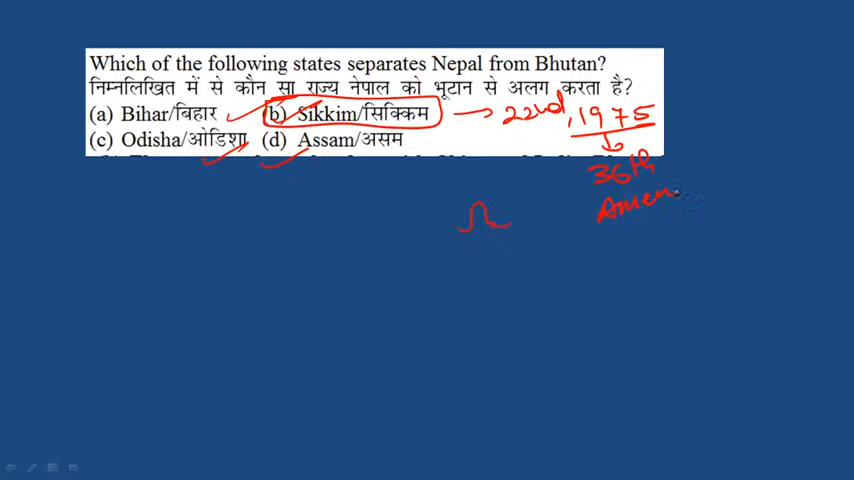 Which of the following states separates Nepal from Bhutan?
निम्नलिखित में से कौन सा राज्य नेपाल को भूटान से अलग करता है?
(a) Bihar/बिहार (b) Sikkim/सिक्किम → 22nd, 1975
(c) Odisha/ओडिशा (d) Assam/असम
36th
Amen